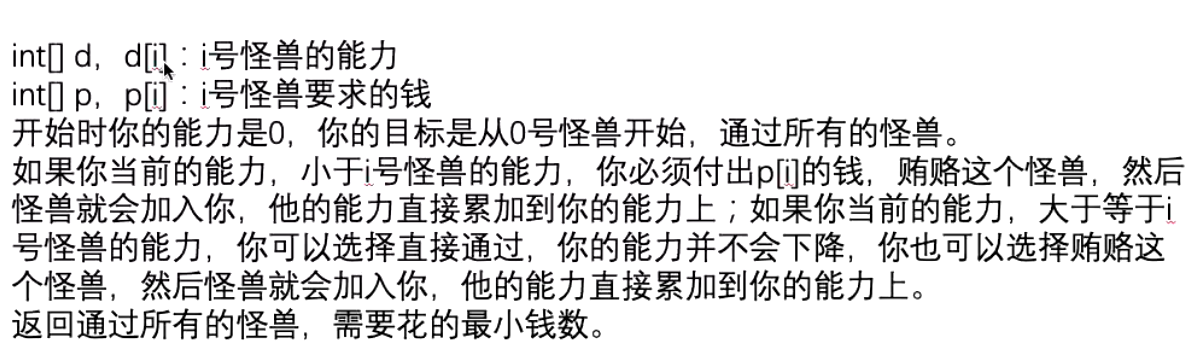 int[] d，d[i]：i号怪兽的能力
int[] p，p[i]：i号怪兽要求的钱
开始时你的能力是0，你的目标是从0号怪兽开始，通过所有的怪兽。
如果你当前的能力，小于i号怪兽的能力，你必须付出p[i]的钱，贿赂这个怪兽，然后
怪兽就会加入你，他的能力直接累加到你的能力上；如果你当前的能力，大于等于i
号怪兽的能力，你可以选择直接通过，你的能力并不会下降，你也可以选择贿赂这
个怪兽，然后怪兽就会加入你，他的能力直接累加到你的能力上。
返回通过所有的怪兽，需要花的最小钱数。